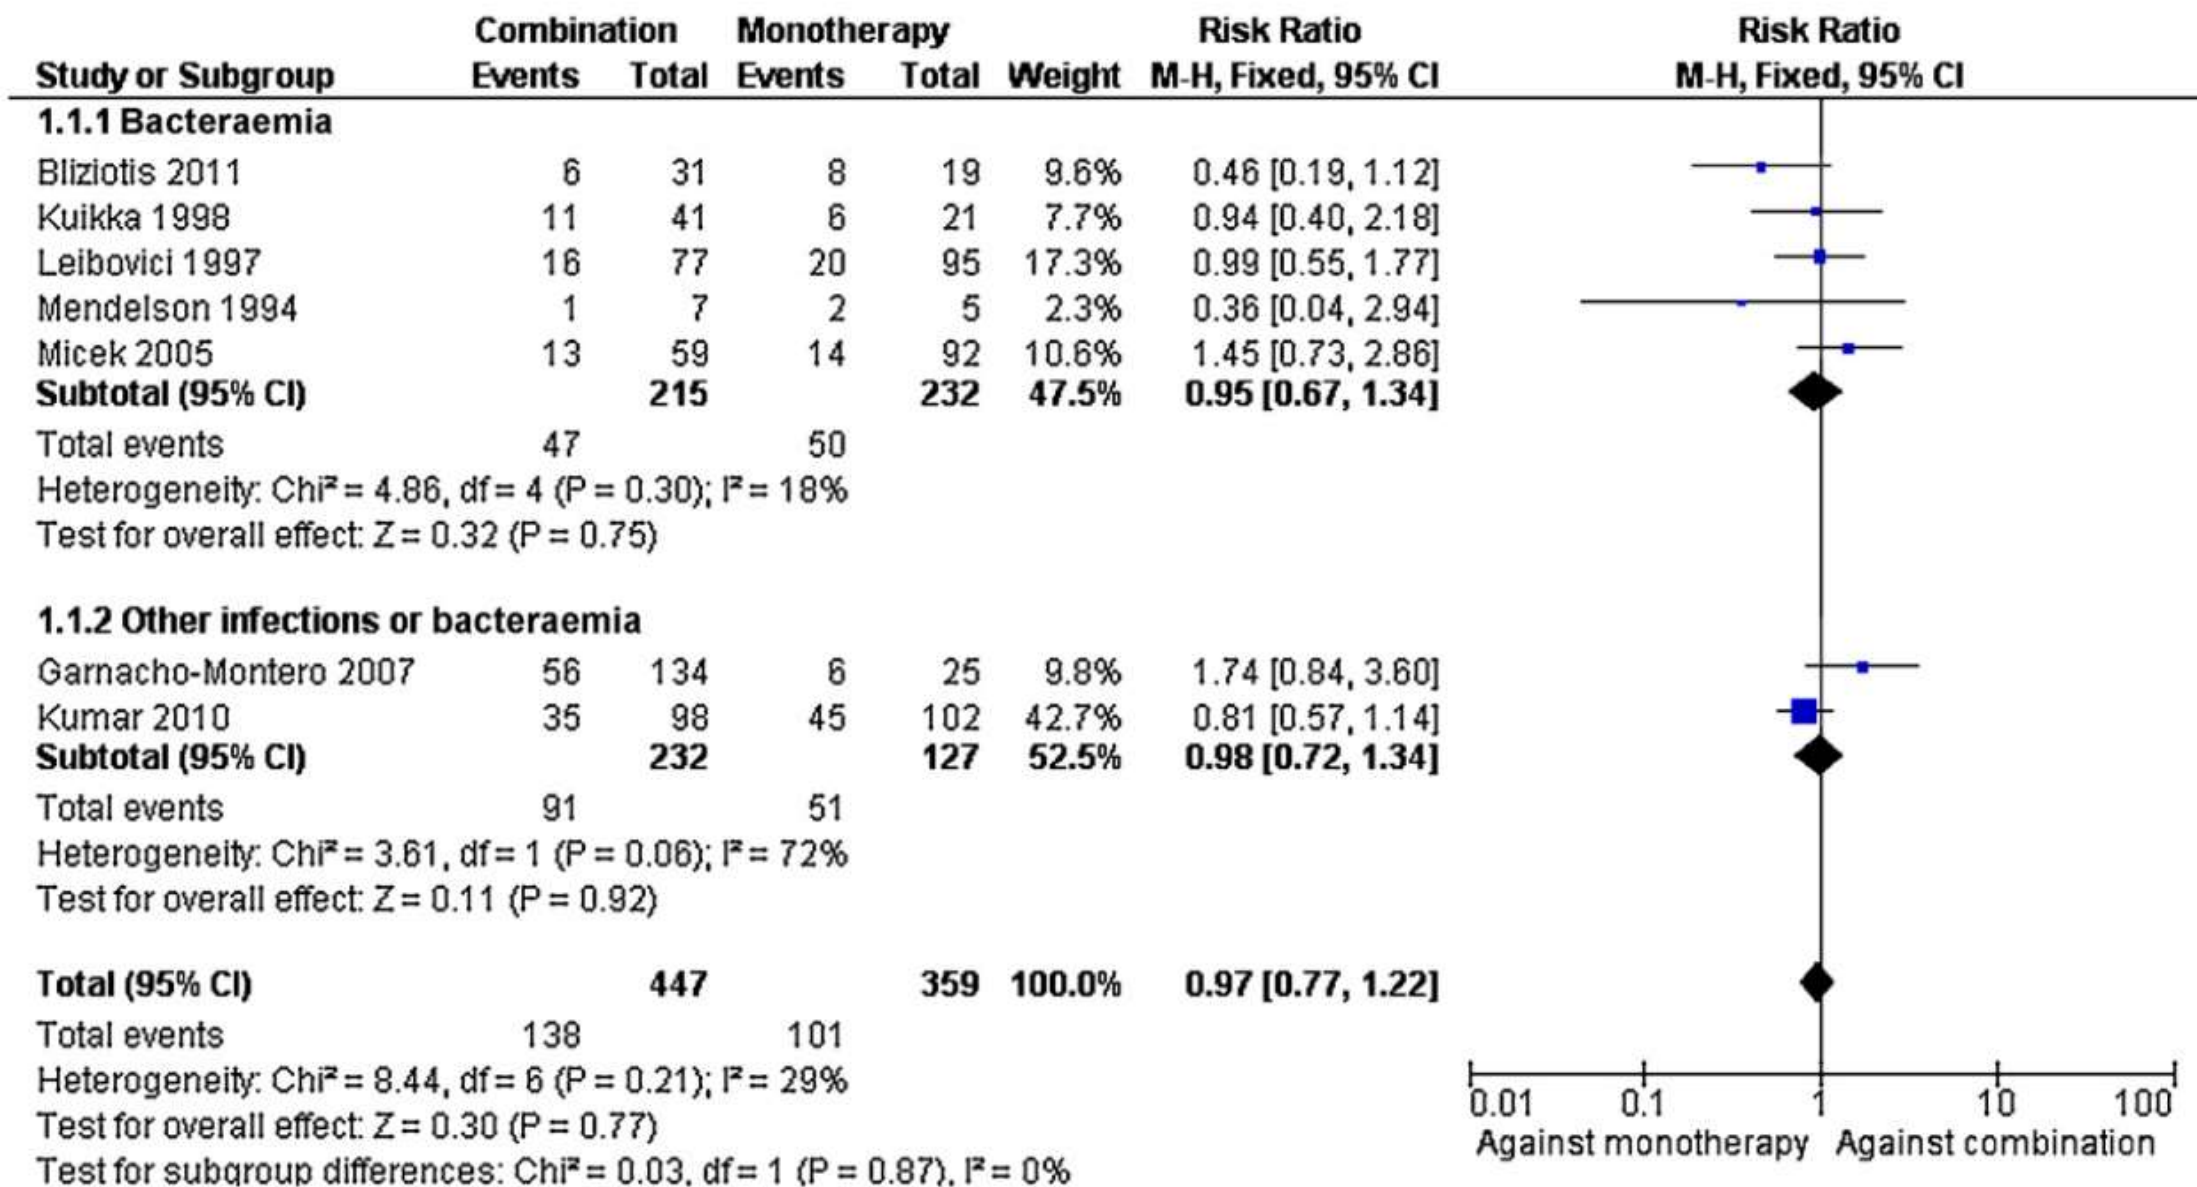 Combination Monotherapy Risk Ratio Risk Ratio
Study or Subgroup Events Total Events Total Weight M-H, Fixed, 95% CI M-H, Fixed, 95% CI
1.1.1 Bacteraemia
Bliziotis 2011 6 31 8 19 9.6% 0.46 [0.19, 1.12]
Kuikka 1998 11 41 6 21 7.7% 0.94 [0.40, 2.18]
Leibovici 1997 16 77 20 95 17.3% 0.99 [0.55, 1.77]
Mendelson 1994 1 7 2 5 2.3% 0.36 [0.04, 2.94]
Micek 2005 13 59 14 92 10.6% 1.45 [0.73, 2.86]
Subtotal (95% CI) 215 232 47.5% 0.95 [0.67, 1.34]
Total events 47 50
Heterogeneity: Chi² = 4.86, df = 4 (P = 0.30); I² = 18%
Test for overall effect: Z = 0.32 (P = 0.75)
1.1.2 Other infections or bacteraemia
Garnacho-Montero 2007 56 134 6 25 9.8% 1.74 [0.84, 3.60]
Kumar 2010 35 98 45 102 42.7% 0.81 [0.57, 1.14]
Subtotal (95% CI) 232 127 52.5% 0.98 [0.72, 1.34]
Total events 91 51
Heterogeneity: Chi² = 3.61, df = 1 (P = 0.06); I² = 72%
Test for overall effect: Z = 0.11 (P = 0.92)
Total (95% CI) 447 359 100.0% 0.97 [0.77, 1.22]
Total events 138 101
Heterogeneity: Chi² = 8.44, df = 6 (P = 0.21); I² = 29%
Test for overall effect: Z = 0.30 (P = 0.77)
Test for subgroup differences: Chi² = 0.03, df = 1 (P = 0.87), I² = 0%
0.01 0.1 1 10 100
Against monotherapy Against combination